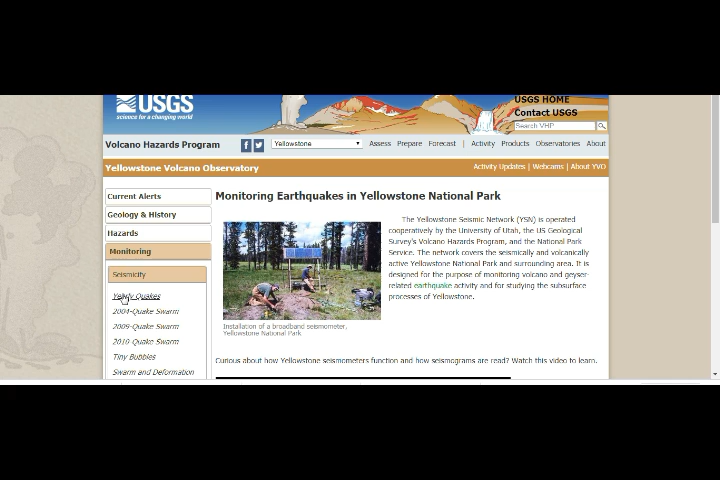 USGS
science for a changing world
USGS HOME
Contact USGS
Search VHP
Volcano Hazards Program
Yellowstone
Assess Prepare Forecast | Activity Products Observatories About
Yellowstone Volcano Observatory
Activity Updates | Webcams | About YVO
Current Alerts
Geology & History
Hazards
Monitoring
Seismicity
Yearly Quakes
2004-Quake Swarm
2009-Quake Swarm
2010-Quake Swarm
Tiny Bubbles
Swarm and Deformation
Monitoring Earthquakes in Yellowstone National Park
The Yellowstone Seismic Network (YSN) is operated
cooperatively by the University of Utah, the US Geological
Survey's Volcano Hazards Program, and the National Park
Service. The network covers the seismically and volcanically
active Yellowstone National Park and surrounding area. It is
designed for the purpose of monitoring volcano and geyser-
related earthquake activity and for studying the subsurface
processes of Yellowstone.
Installation of a broadband seismometer,
Yellowstone National Park
Curious about how Yellowstone seismometers function and how seismograms are read? Watch this video to learn.